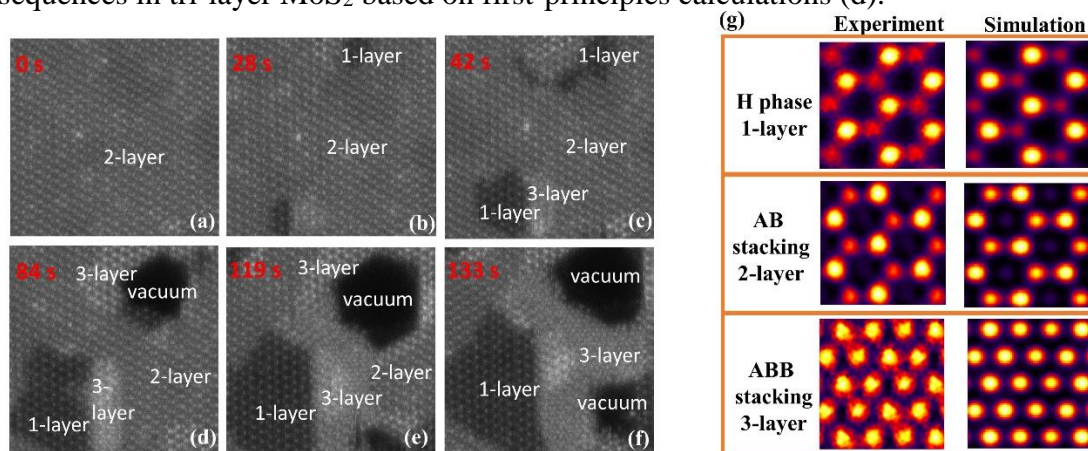 sequences in tri-layer MoS₂ based on first-principles calculations (d).
0 s
2-layer
(a)
28 s
1-layer
2-layer
(b)
42 s
1-layer
2-layer
3-layer
1-layer
(c)
84 s
3-layer
vacuum
2-layer
3-
layer
1-layer
(d)
119 s
3-layer
vacuum
2-layer
3-layer
1-layer
(e)
133 s
vacuum
3-layer
1-layer
vacuum
(f)
(g)
Experiment Simulation
H phase
1-layer
AB
stacking
2-layer
ABB
stacking
3-layer